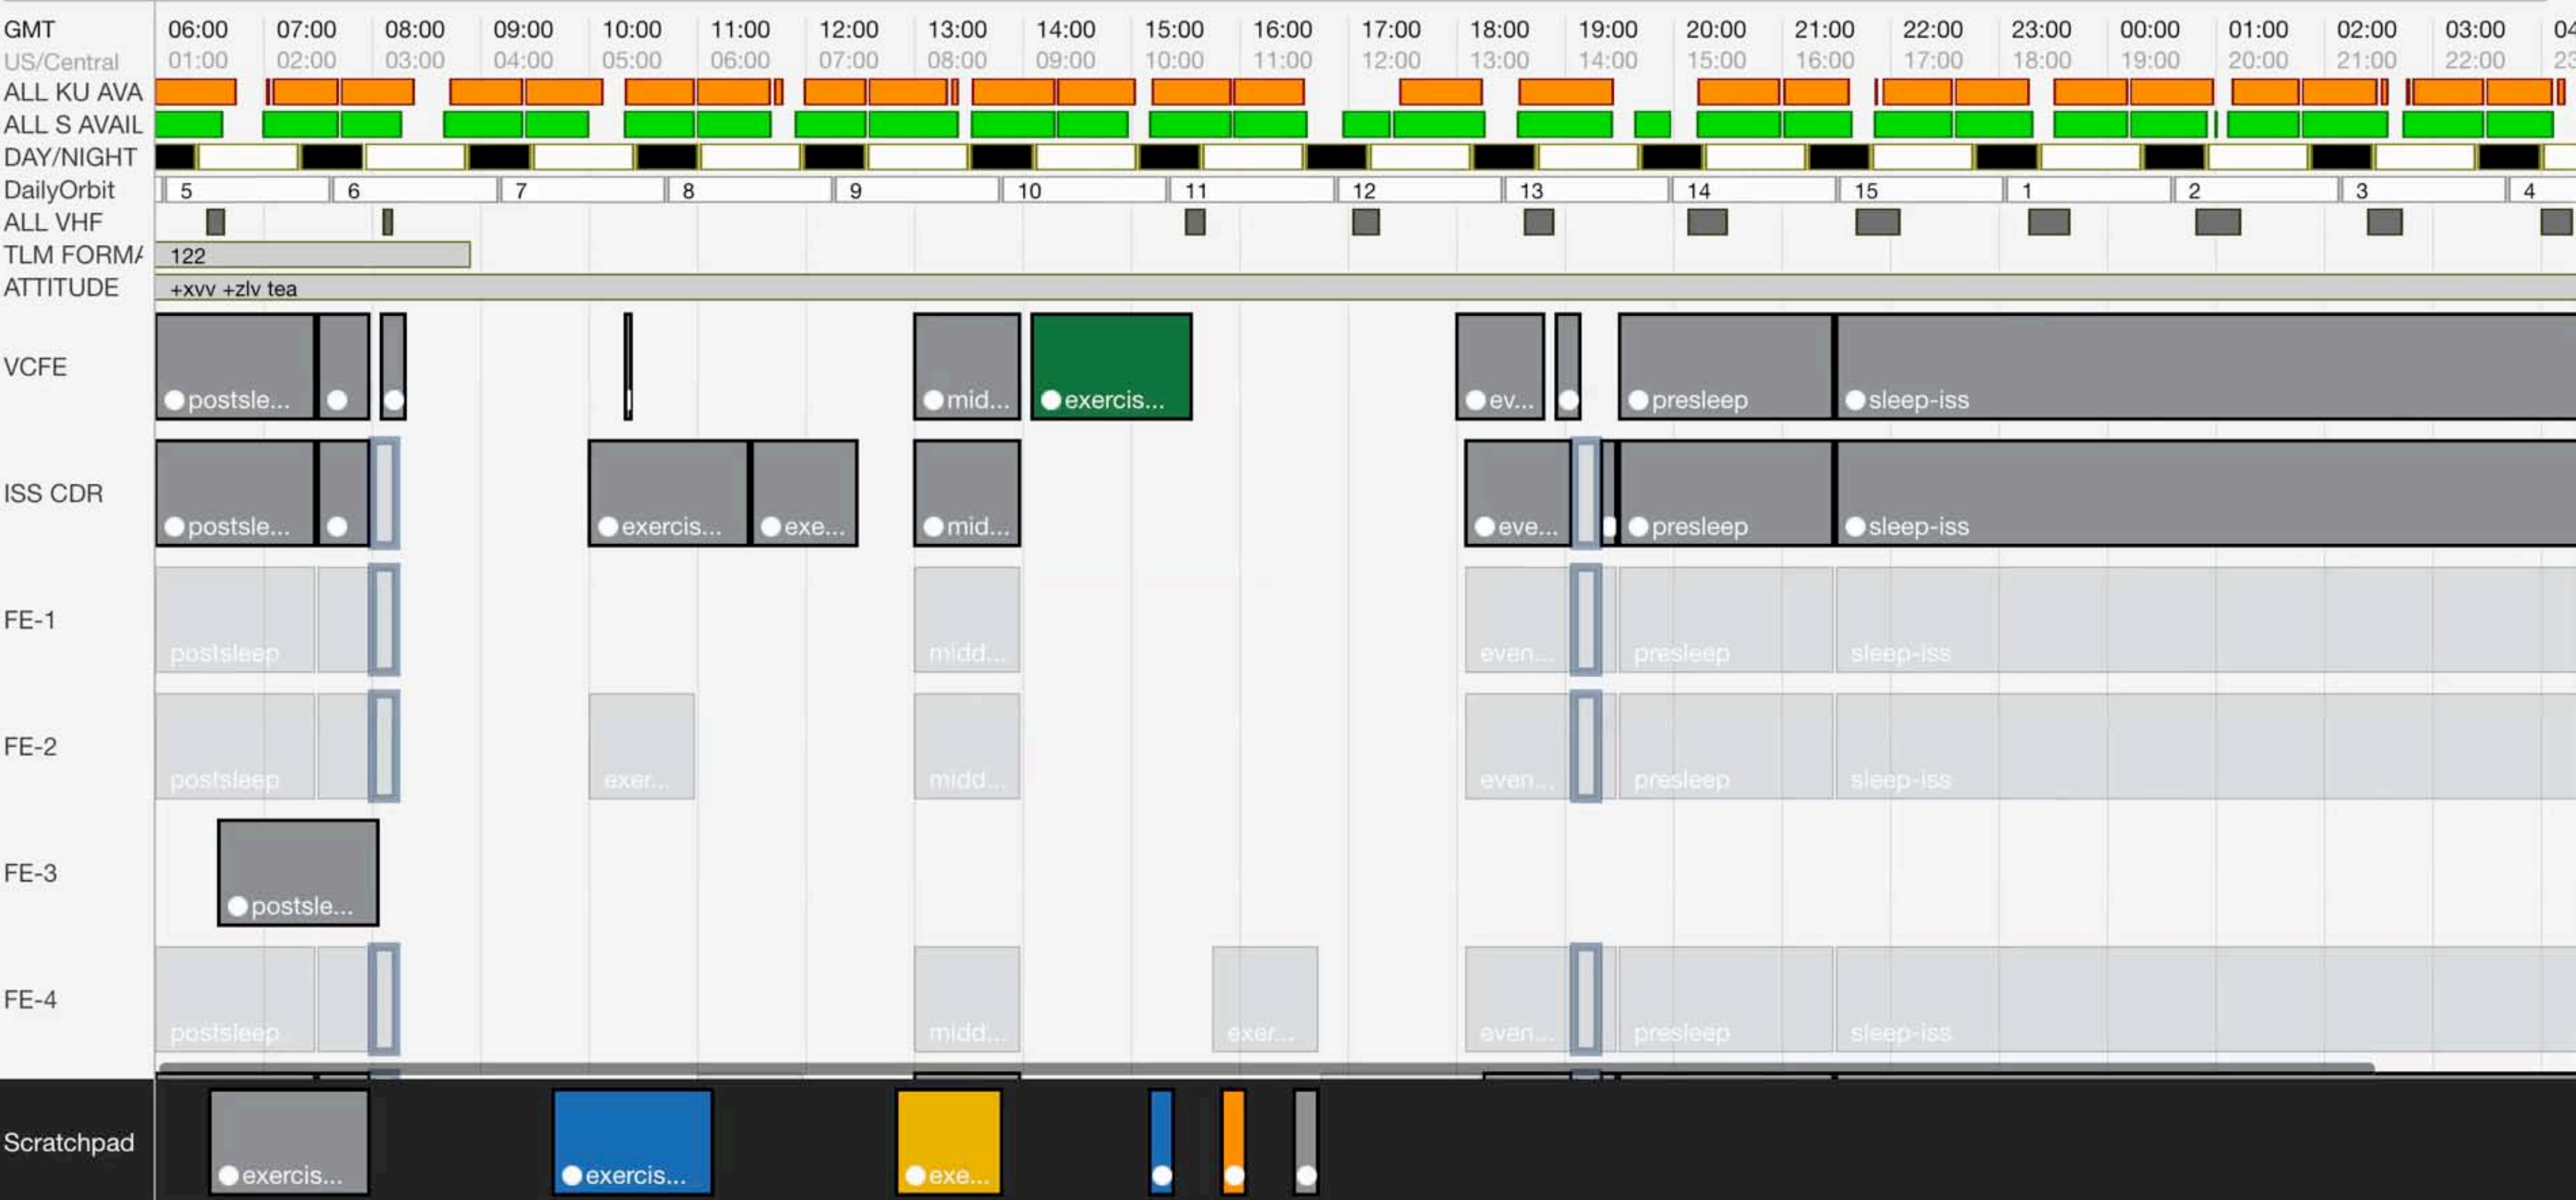 GMT 06:00 07:00 08:00 09:00 10:00 11:00 12:00 13:00 14:00 15:00 16:00 17:00 18:00 19:00 20:00 21:00 22:00 23:00 00:00 01:00 02:00 03:00 04
US/Central 01:00 02:00 03:00 04:00 05:00 06:00 07:00 08:00 09:00 10:00 11:00 12:00 13:00 14:00 15:00 16:00 17:00 18:00 19:00 20:00 21:00 22:00 23
ALL KU AVA
ALL S AVAIL
DAY/NIGHT
DailyOrbit 5 6 7 8 9 10 11 12 13 14 15 1 2 3 4
ALL VHF
TLM FORMA 122
ATTITUDE +xvv +zlv tea
VCFE postsle... mid... exercis... ev... presleep sleep-iss
ISS CDR postsle... exercis... exe... mid... eve... presleep sleep-iss
FE-1 postsleep midd... even... presleep sleep-iss
FE-2 postsleep exer... midd... even... presleep sleep-iss
FE-3 postsle...
FE-4 postsleep midd... exer... even... presleep sleep-iss
Scratchpad exercis... exercis... exe...